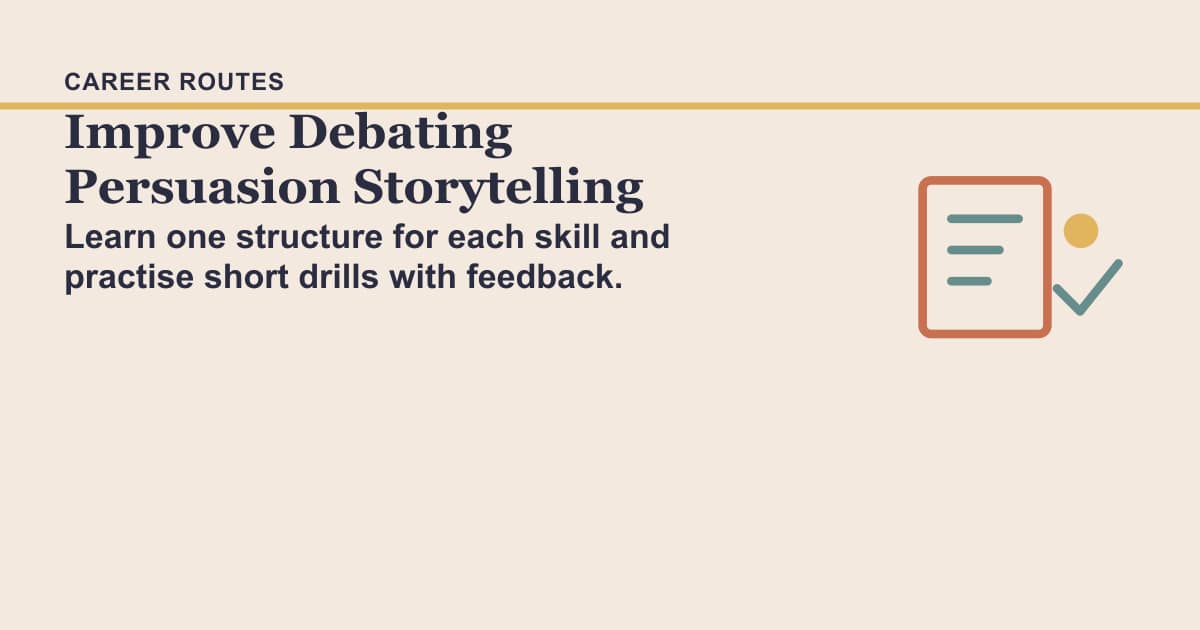 CAREER ROUTES
Improve Debating
Persuasion Storytelling
Learn one structure for each skill and
practise short drills with feedback.